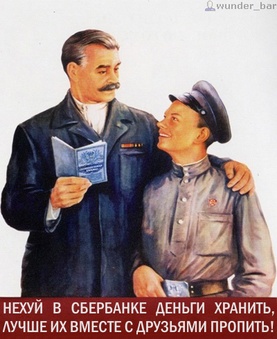 wunder_bar
НЕХУЙ В СБЕРБАНКЕ ДЕНЬГИ ХРАНИТЬ,
ЛУЧШЕ ИХ ВМЕСТЕ С ДРУЗЬЯМИ ПРОПИТЬ!